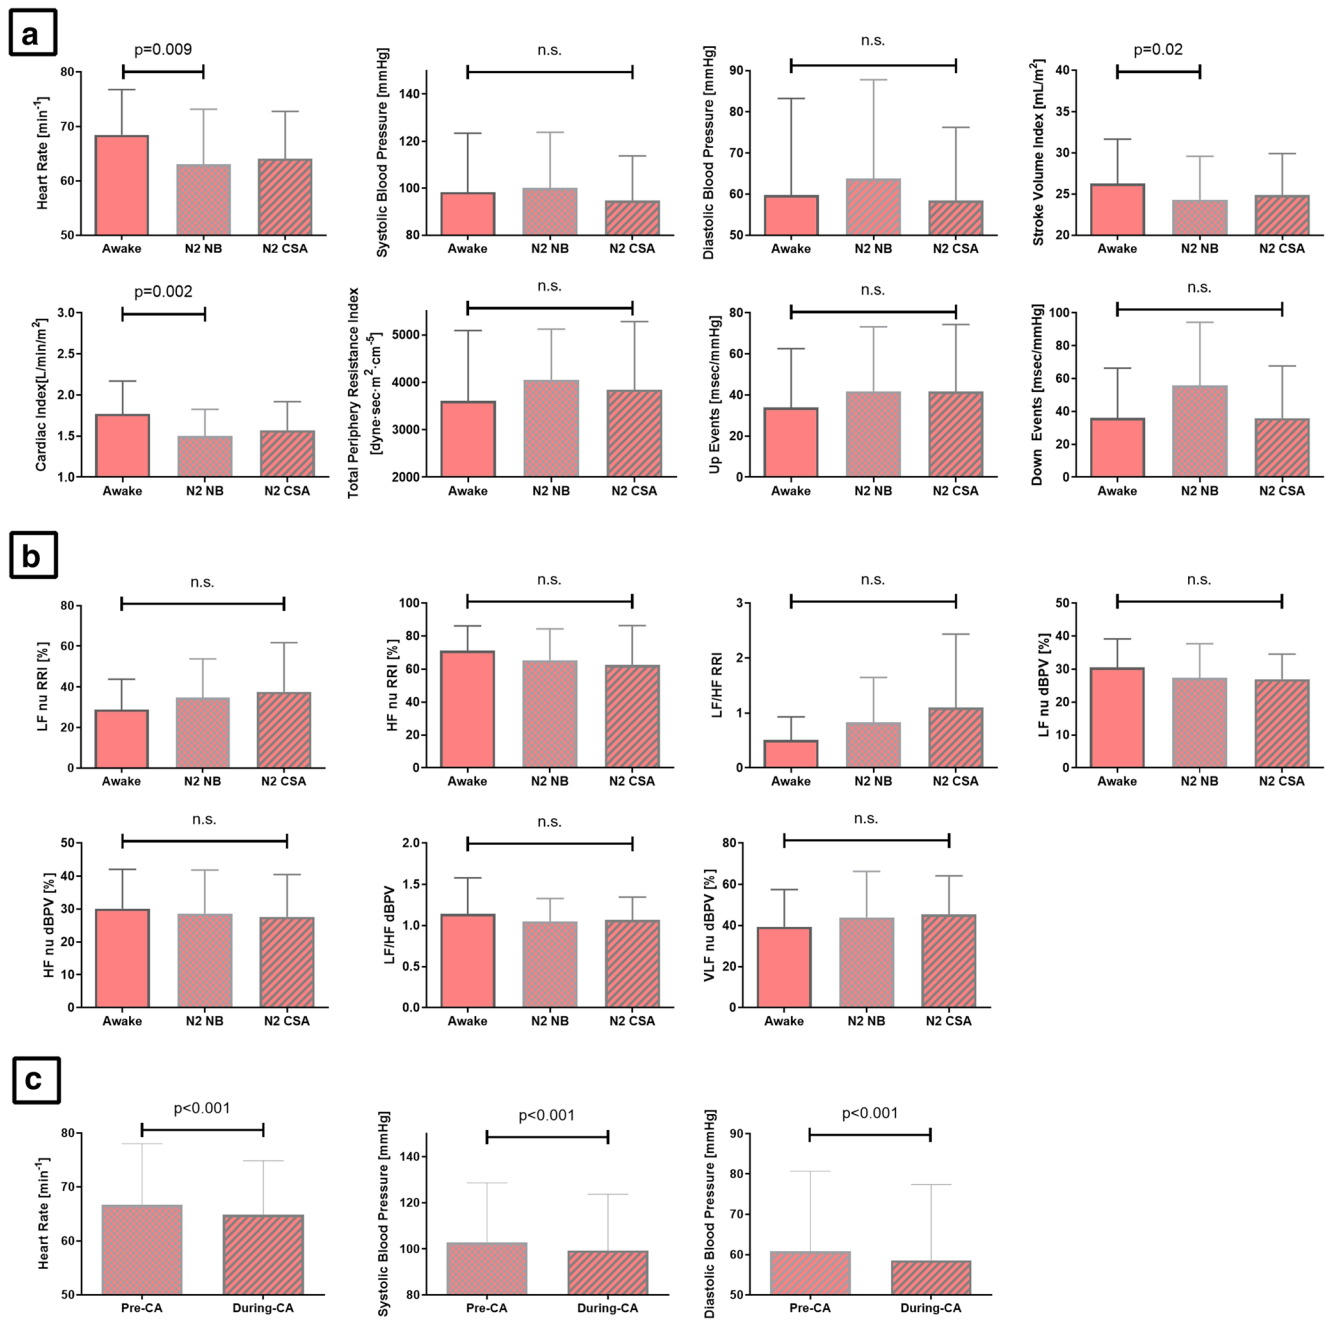 a
p=0.009
Heart Rate [min-1]
80
70
60
50
Awake N2 NB N2 CSA
n.s.
Systolic Blood Pressure [mmHg]
140
120
100
80
Awake N2 NB N2 CSA
n.s.
Diastolic Blood Pressure [mmHg]
90
80
70
60
50
Awake N2 NB N2 CSA
p=0.02
Stroke Volume Index [mL/m2]
40
35
30
25
20
Awake N2 NB N2 CSA
p=0.002
Cardiac Index[L/min/m2]
3.0
2.5
2.0
1.5
1.0
Awake N2 NB N2 CSA
n.s.
Total Periphery Resistance Index
[dyne·sec·m2·cm-5]
5000
4000
3000
2000
Awake N2 NB N2 CSA
n.s.
Up Events [msec/mmHg]
80
60
40
20
0
Awake N2 NB N2 CSA
n.s.
Down Events [msec/mmHg]
100
80
60
40
20
0
Awake N2 NB N2 CSA
b
n.s.
LF nu RRI [%]
80
60
40
20
0
Awake N2 NB N2 CSA
n.s.
HF nu RRI [%]
100
80
60
40
20
0
Awake N2 NB N2 CSA
n.s.
LF/HF RRI
3
2
1
0
Awake N2 NB N2 CSA
n.s.
LF nu dBPV [%]
50
40
30
20
10
0
Awake N2 NB N2 CSA
n.s.
HF nu dBPV [%]
50
40
30
20
10
0
Awake N2 NB N2 CSA
n.s.
LF/HF dBPV
2.0
1.5
1.0
0.5
0.0
Awake N2 NB N2 CSA
n.s.
VLF nu dBPV [%]
80
60
40
20
0
Awake N2 NB N2 CSA
c
p<0.001
Heart Rate [min-1]
80
70
60
50
Pre-CA During-CA
p<0.001
Systolic Blood Pressure [mmHg]
140
120
100
80
Pre-CA During-CA
p<0.001
Diastolic Blood Pressure [mmHg]
90
80
70
60
50
Pre-CA During-CA